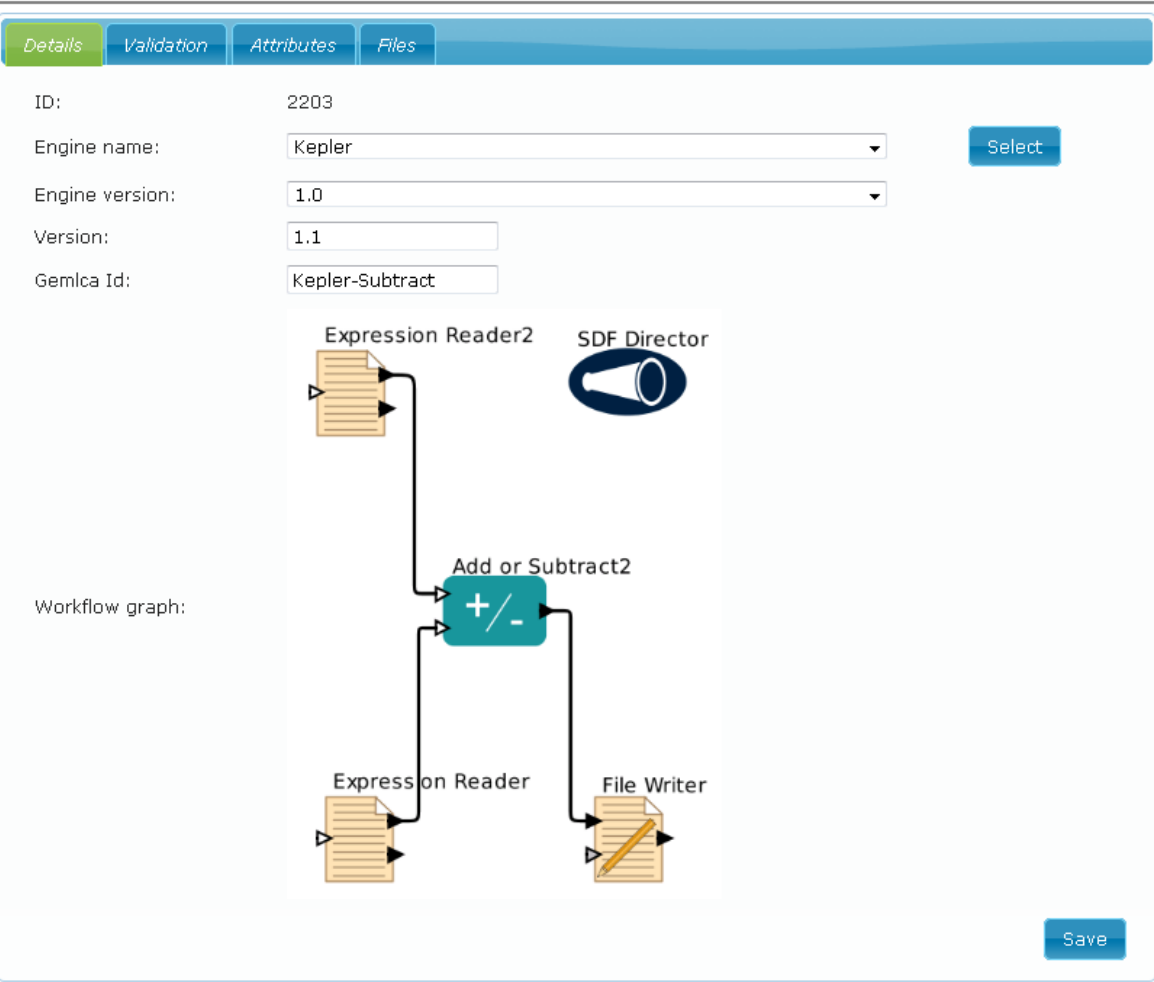 Details Validation Attributes Files
ID: 2203
Engine name: Kepler Select
Engine version: 1.0
Version: 1.1
Gemlca Id: Kepler-Subtract
Expression Reader2 SDF Director
Add or Subtract2
+/-
Workflow graph:
Expression Reader File Writer
Save